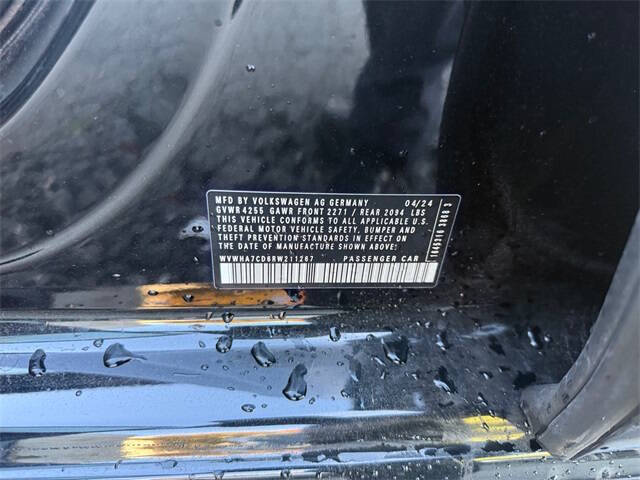 MFD BY VOLKSWAGEN AG GERMANY 04/24
GVWR 4255 GAWR FRONT 2271 / REAR 2094 LBS
THIS VEHICLE CONFORMS TO ALL APPLICABLE U.S.
FEDERAL MOTOR VEHICLE SAFETY, BUMPER AND
THEFT PREVENTION STANDARDS IN EFFECT ON
THE DATE OF MANUFACTURE SHOWN ABOVE:
WVWHA7CD6RW211267 PASSENGER CAR